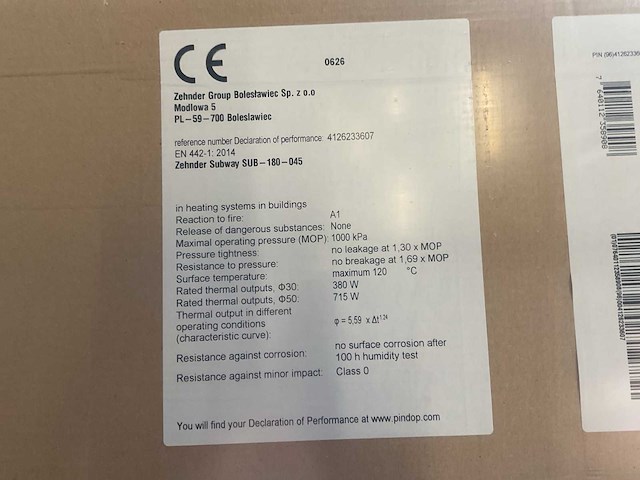 CE
0626
Zehnder Group Bolesławiec Sp. z o.o
Modlowa 5
PL-59-700 Boleslawiec
reference number Declaration of performance: 4126233607
EN 442-1: 2014
Zehnder Subway SUB-180-045
in heating systems in buildings
Reaction to fire: A1
Release of dangerous substances: None
Maximal operating pressure (MOP): 1000 kPa
Pressure tightness: no leakage at 1,30 x MOP
Resistance to pressure: no breakage at 1,69 x MOP
Surface temperature: maximum 120 °C
Rated thermal outputs, Φ30: 380 W
Rated thermal outputs, Φ50: 715 W
Thermal output in different
operating conditions φ = 5,59 x Δt1.24
(characteristic curve):
Resistance against corrosion: no surface corrosion after
100 h humidity test
Resistance against minor impact: Class 0
You will find your Declaration of Performance at www.pindop.com